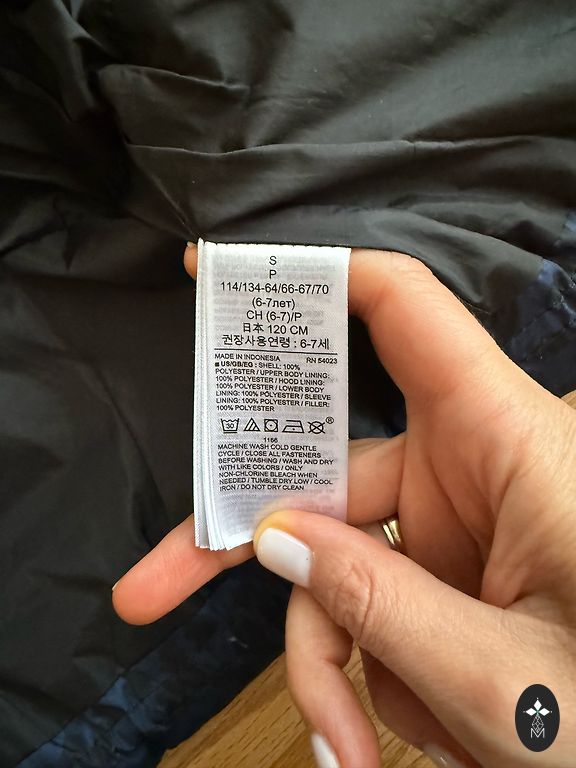 S
P
114/134-64/66-67/70
(6-7лет)
CH (6-7)/P
日本 120 CM
권장사용연령 : 6-7세
MADE IN INDONESIA RN 54023
■ US/GB/EG : SHELL: 100%
POLYESTER / UPPER BODY LINING:
100% POLYESTER / HOOD LINING:
100% POLYESTER / LOWER BODY
LINING: 100% POLYESTER / SLEEVE
LINING: 100% POLYESTER / FILLER:
100% POLYESTER
30 ®
1166
MACHINE WASH COLD GENTLE
CYCLE / CLOSE ALL FASTENERS
BEFORE WASHING / WASH AND DRY
WITH LIKE COLORS / ONLY
NON-CHLORINE BLEACH WHEN
NEEDED / TUMBLE DRY LOW / COOL
IRON / DO NOT DRY CLEAN
M